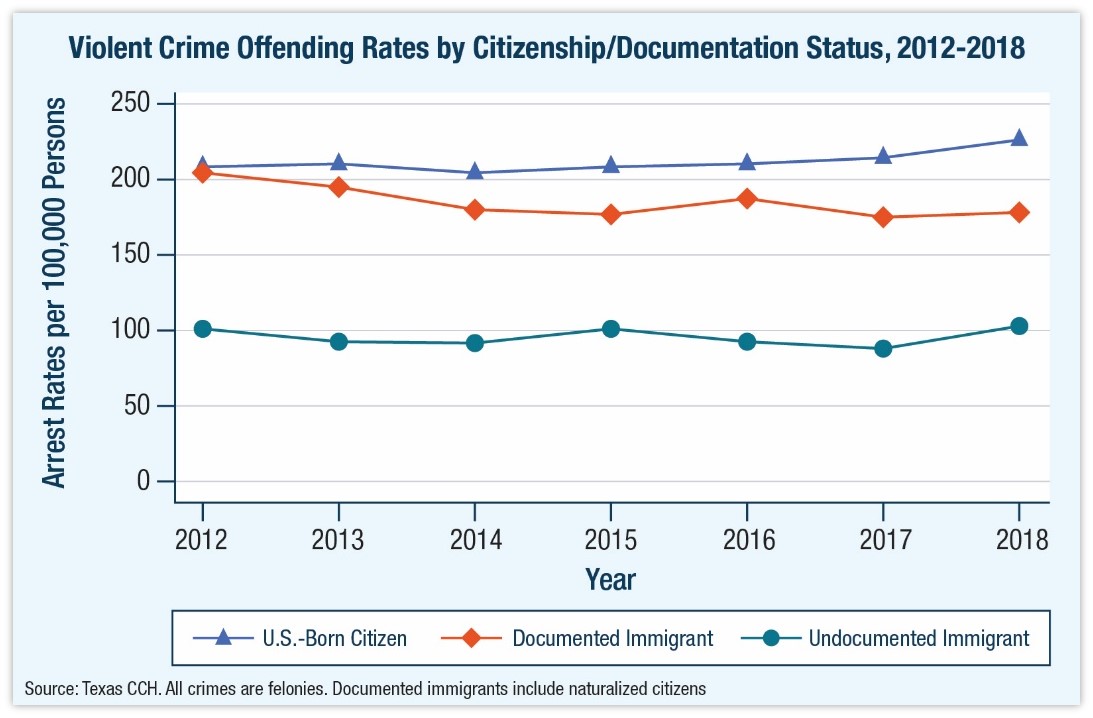 Violent Crime Offending Rates by Citizenship/Documentation Status, 2012-2018
Arrest Rates per 100,000 Persons
250
200
150
100
50
0
2012 2013 2014 2015 2016 2017 2018
Year
U.S.-Born Citizen Documented Immigrant Undocumented Immigrant
Source: Texas CCH. All crimes are felonies. Documented immigrants include naturalized citizens